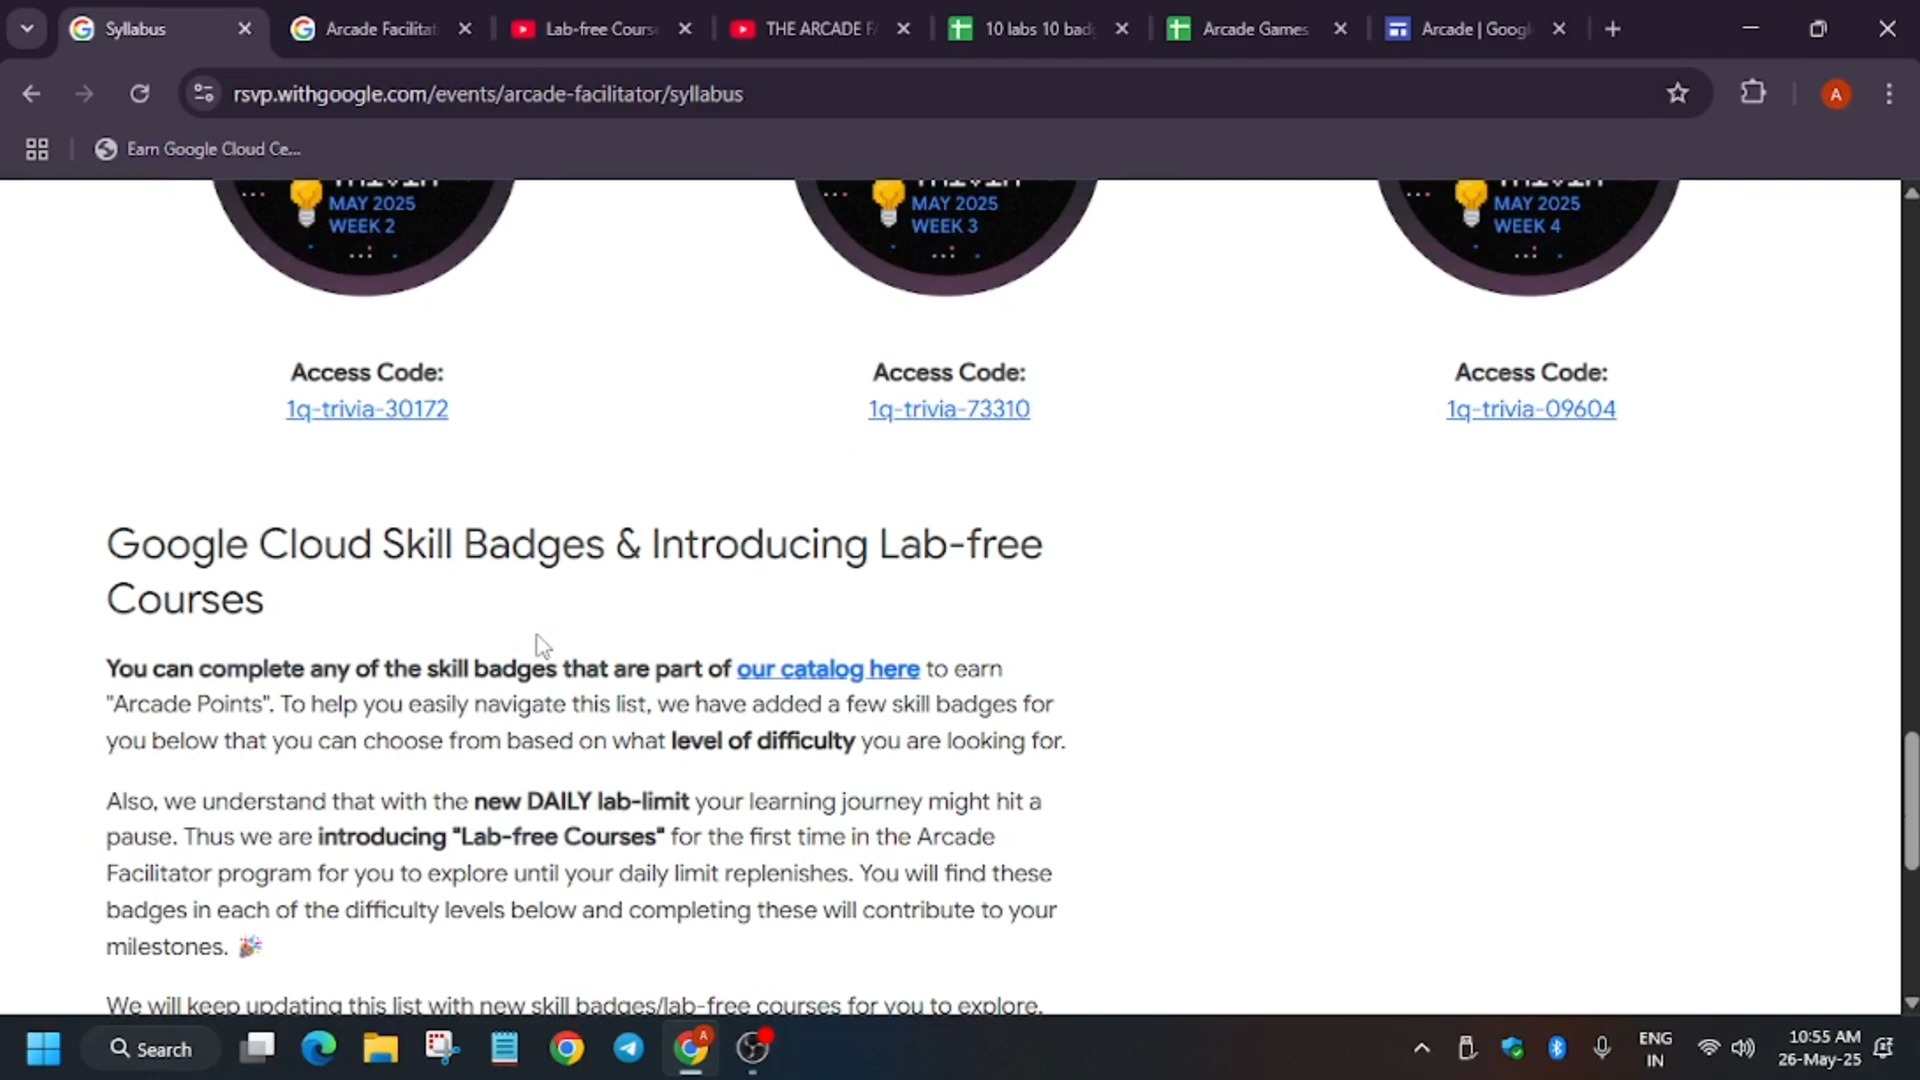 Syllabus
Arcade Facilitat
Lab-free Cours
THE ARCADE F
10 labs 10 bad
Arcade Games
Arcade | Googl
rsvp.withgoogle.com/events/arcade-facilitator/syllabus
A
Earn Google Cloud Ce...
MAY 2025
WEEK 2
MAY 2025
WEEK 3
MAY 2025
WEEK 4
Access Code:
1q-trivia-30172
Access Code:
1q-trivia-73310
Access Code:
1q-trivia-09604
Google Cloud Skill Badges & Introducing Lab-free
Courses
You can complete any of the skill badges that are part of our catalog here to earn
"Arcade Points". To help you easily navigate this list, we have added a few skill badges for
you below that you can choose from based on what level of difficulty you are looking for.
Also, we understand that with the new DAILY lab-limit your learning journey might hit a
pause. Thus we are introducing "Lab-free Courses" for the first time in the Arcade
Facilitator program for you to explore until your daily limit replenishes. You will find these
badges in each of the difficulty levels below and completing these will contribute to your
milestones. 🎉
We will keep updating this list with new skill badges/lab-free courses for you to explore.
Search
A
ENG
IN
10:55 AM
26-May-25